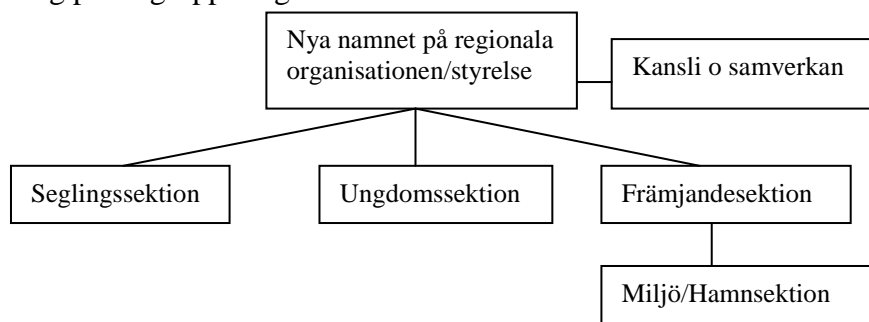 Nya namnet på regionala
organisationen/styrelse
Kansli o samverkan
Seglingssektion
Ungdomssektion
Främjandesektion
Miljö/Hamnsektion